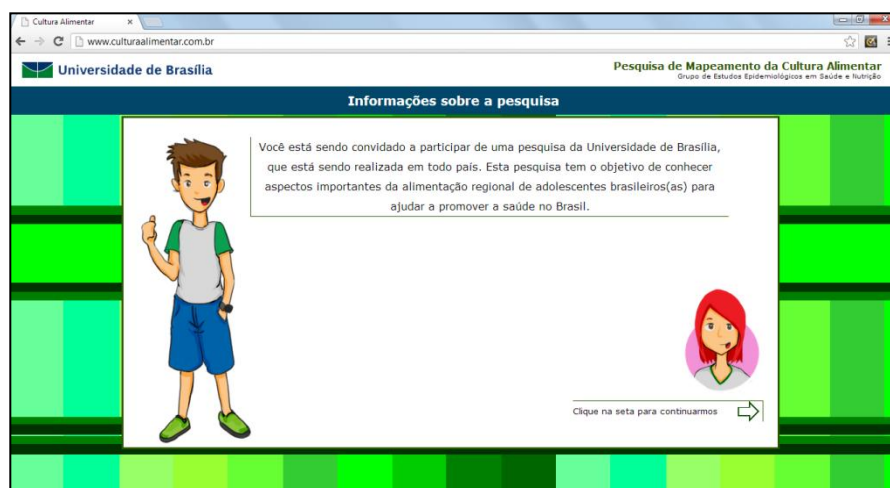 Cultura Alimentar
www.culturaalimentar.com.br
Universidade de Brasília
Pesquisa de Mapeamento da Cultura Alimentar
Grupo de Estudos Epidemiológicos em Saúde e Nutrição
Informações sobre a pesquisa
Você está sendo convidado a participar de uma pesquisa da Universidade de Brasília,
que está sendo realizada em todo país. Esta pesquisa tem o objetivo de conhecer
aspectos importantes da alimentação regional de adolescentes brasileiros(as) para
ajudar a promover a saúde no Brasil.
Clique na seta para continuarmos